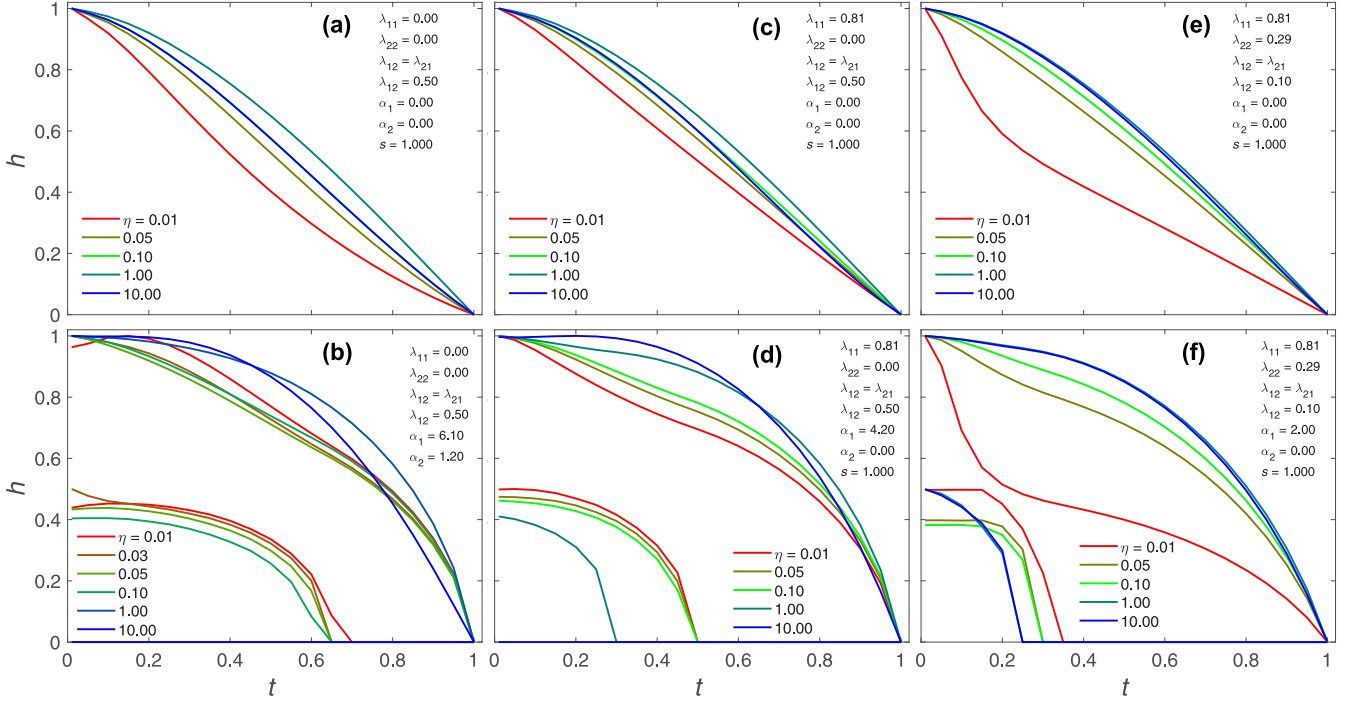 (a)
λ11 = 0.00
λ22 = 0.00
λ12 = λ21
λ12 = 0.50
α1 = 0.00
α2 = 0.00
s = 1.000
h
1
0.8
0.6
0.4
0.2
0
η = 0.01
0.05
0.10
1.00
10.00
(c)
λ11 = 0.81
λ22 = 0.00
λ12 = λ21
λ12 = 0.50
α1 = 0.00
α2 = 0.00
s = 1.000
η = 0.01
0.05
0.10
1.00
10.00
(e)
λ11 = 0.81
λ22 = 0.29
λ12 = λ21
λ12 = 0.10
α1 = 0.00
α2 = 0.00
s = 1.000
η = 0.01
0.05
0.10
1.00
10.00
(b)
λ11 = 0.00
λ22 = 0.00
λ12 = λ21
λ12 = 0.50
α1 = 6.10
α2 = 1.20
h
1
0.8
0.6
0.4
0.2
0
η = 0.01
0.03
0.05
0.10
1.00
10.00
0 0.2 0.4 0.6 0.8 1
t
(d)
λ11 = 0.81
λ22 = 0.00
λ12 = λ21
λ12 = 0.50
α1 = 4.20
α2 = 0.00
s = 1.000
η = 0.01
0.05
0.10
1.00
10.00
0 0.2 0.4 0.6 0.8 1
t
(f)
λ11 = 0.81
λ22 = 0.29
λ12 = λ21
λ12 = 0.10
α1 = 2.00
α2 = 0.00
s = 1.000
η = 0.01
0.05
0.10
1.00
10.00
0 0.2 0.4 0.6 0.8 1
t